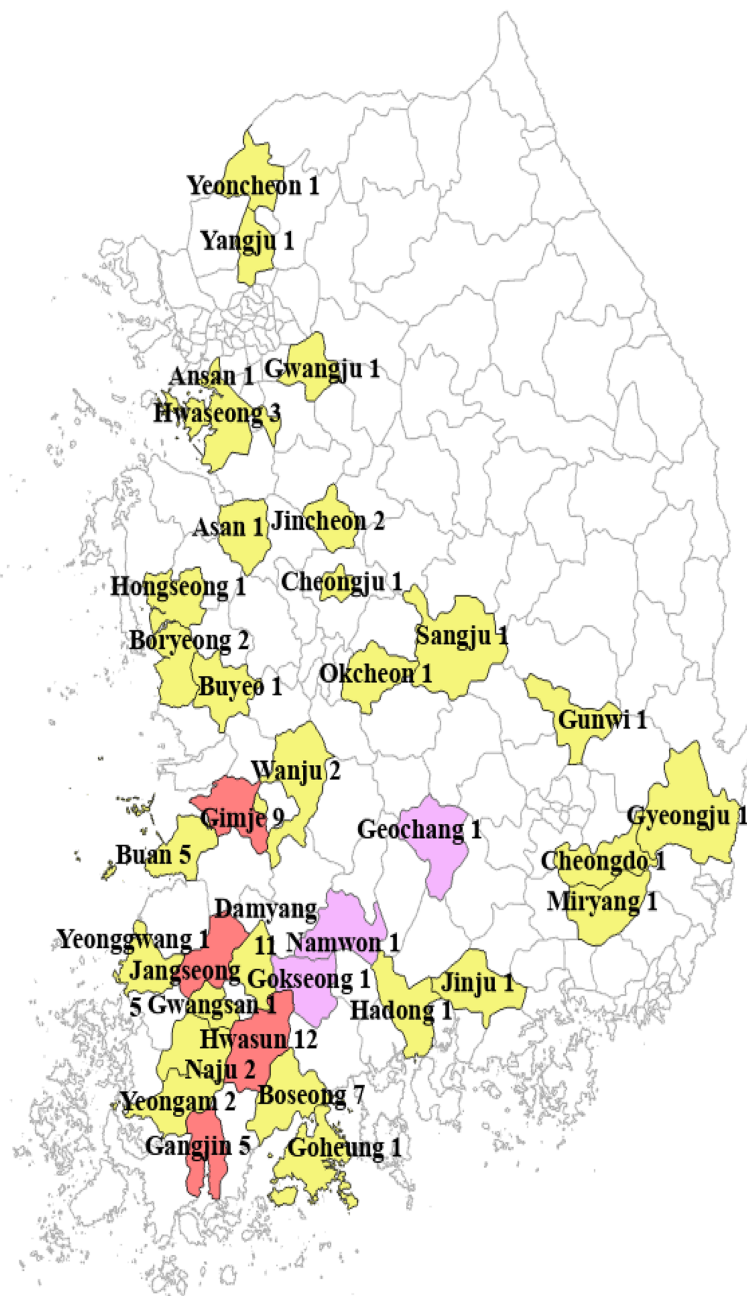 Yeoncheon 1
Yangju 1
Gwangju 1
Ansan 1
Hwaseong 3
Asan 1
Jincheon 2
Hongseong 1
Cheongju 1
Boryeong 2
Sangju 1
Okcheon 1
Buyeo 1
Gunwi 1
Wanju 2
Gimje 9
Gyeongju 1
Geochang 1
Buan 5
Cheongdo 1
Miryang 1
Damyang
11
Yeonggwang 1
Namwon 1
Jangseong
5
Gokseong 1
Jinju 1
Gwangsan 1
Hadong 1
Hwasun 12
Naju 2
Boseong 7
Yeongam 2
Gangjin 5
Goheung 1